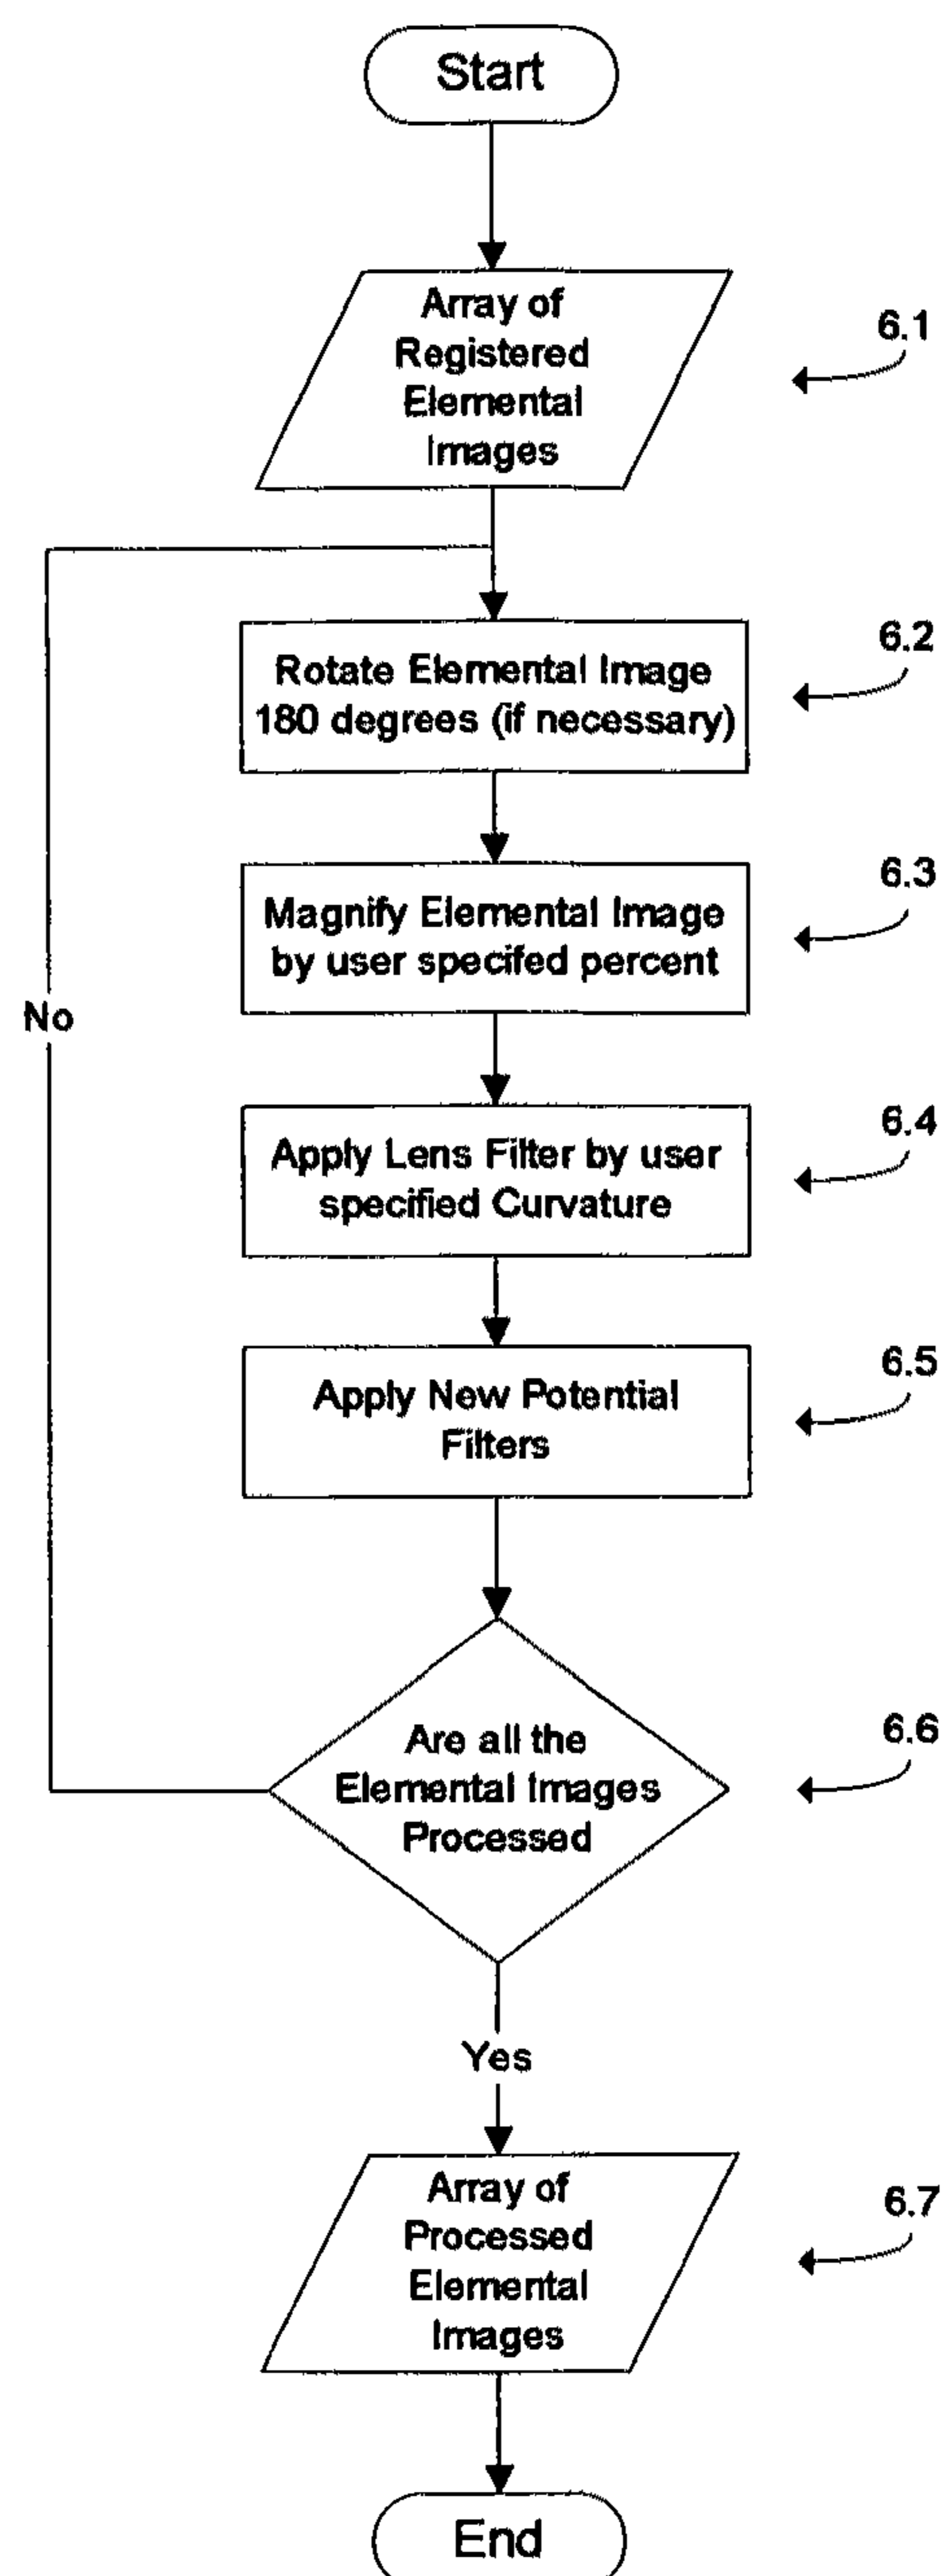 Start
Array of
Registered
Elemental
Images
6.1
Rotate Elemental Image
180 degrees (if necessary)
6.2
Magnify Elemental Image
by user specifed percent
6.3
No
Apply Lens Filter by user
specified Curvature
6.4
Apply New Potential
Filters
6.5
Are all the
Elemental Images
Processed
6.6
Yes
Array of
Processed
Elemental
Images
6.7
End